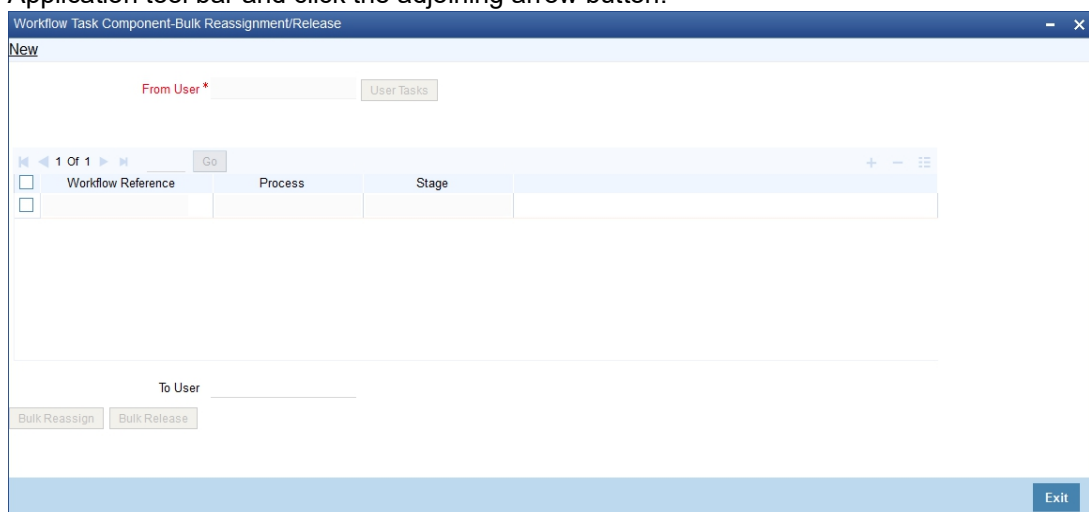 Application tool bar and click the adjoining arrow button.
Workflow Task Component-Bulk Reassignment/Release
New
From User * User Tasks
1 Of 1 Go
Workflow Reference Process Stage
To User
Bulk Reassign Bulk Release
Exit